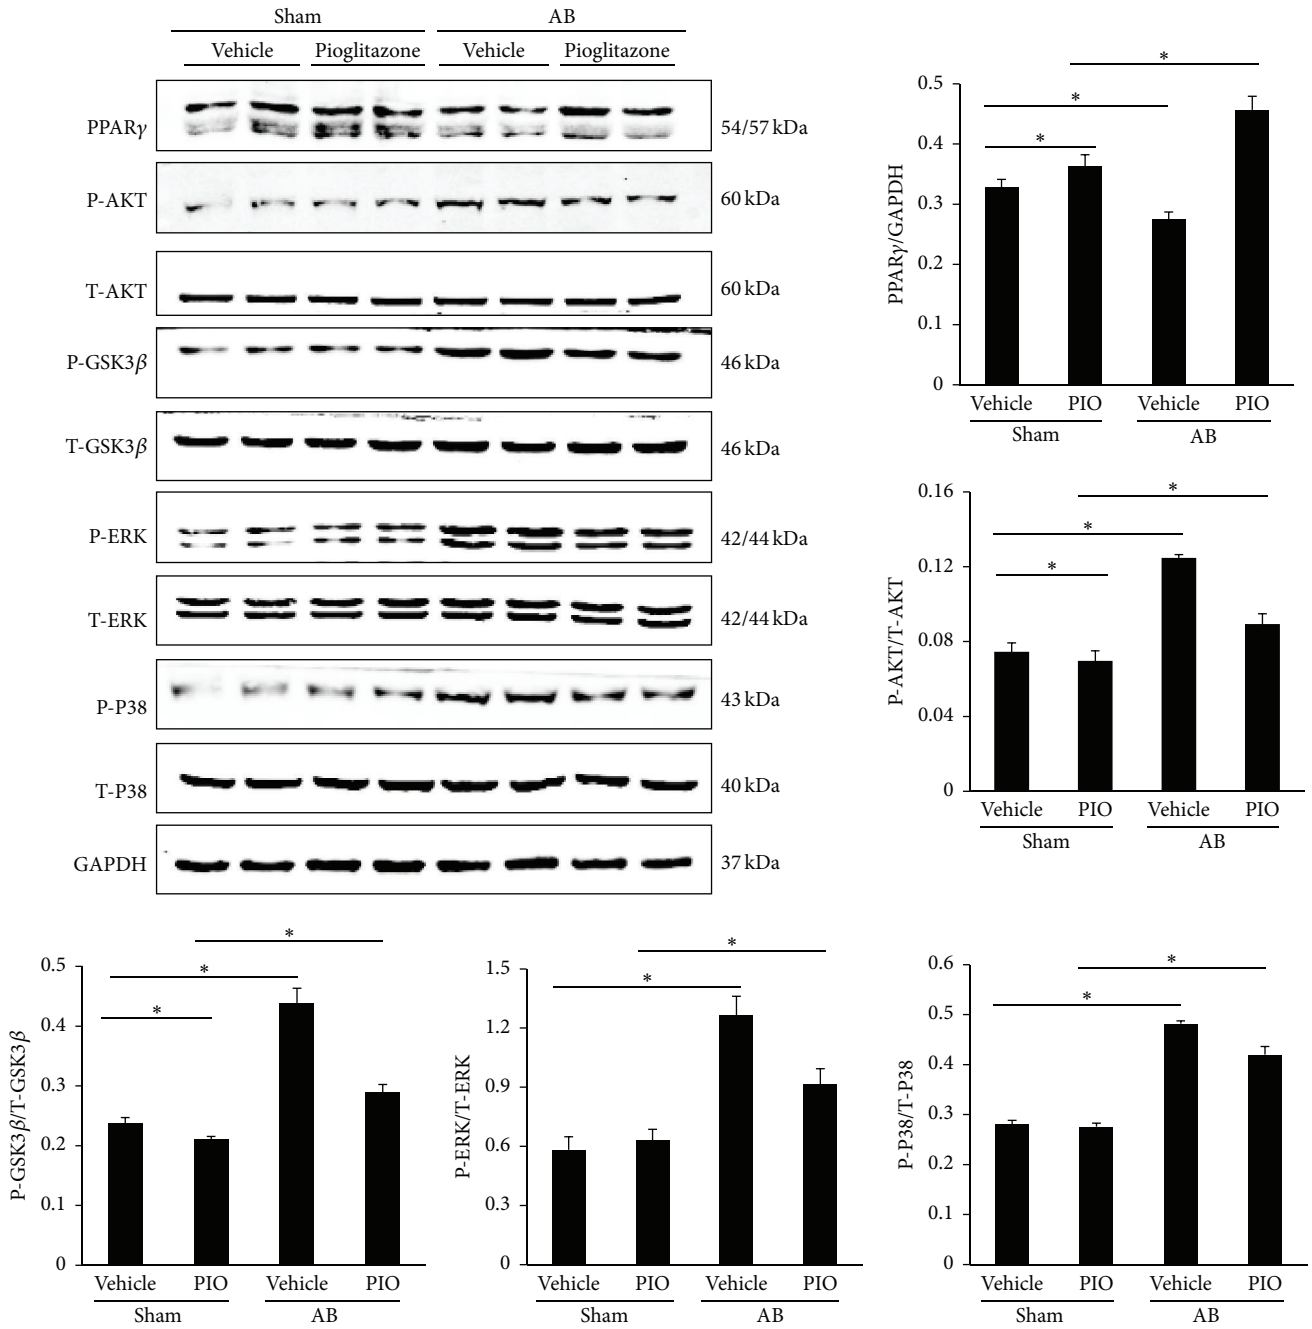 Sham AB
Vehicle Pioglitazone Vehicle Pioglitazone
PPARγ 54/57 kDa
P-AKT 60 kDa
T-AKT 60 kDa
P-GSK3β 46 kDa
T-GSK3β 46 kDa
P-ERK 42/44 kDa
T-ERK 42/44 kDa
P-P38 43 kDa
T-P38 40 kDa
GAPDH 37 kDa
*
*
*
0.5
0.4
0.3
0.2
0.1
0
PPARγ/GAPDH
Vehicle PIO Vehicle PIO
Sham AB
*
*
*
0.16
0.12
0.08
0.04
0
P-AKT/T-AKT
Vehicle PIO Vehicle PIO
Sham AB
*
*
*
0.5
0.4
0.3
0.2
0.1
0
P-GSK3β/T-GSK3β
Vehicle PIO Vehicle PIO
Sham AB
*
*
1.5
1.2
0.9
0.6
0.3
0
P-ERK/T-ERK
Vehicle PIO Vehicle PIO
Sham AB
*
*
0.6
0.5
0.4
0.3
0.2
0.1
0
P-P38/T-P38
Vehicle PIO Vehicle PIO
Sham AB